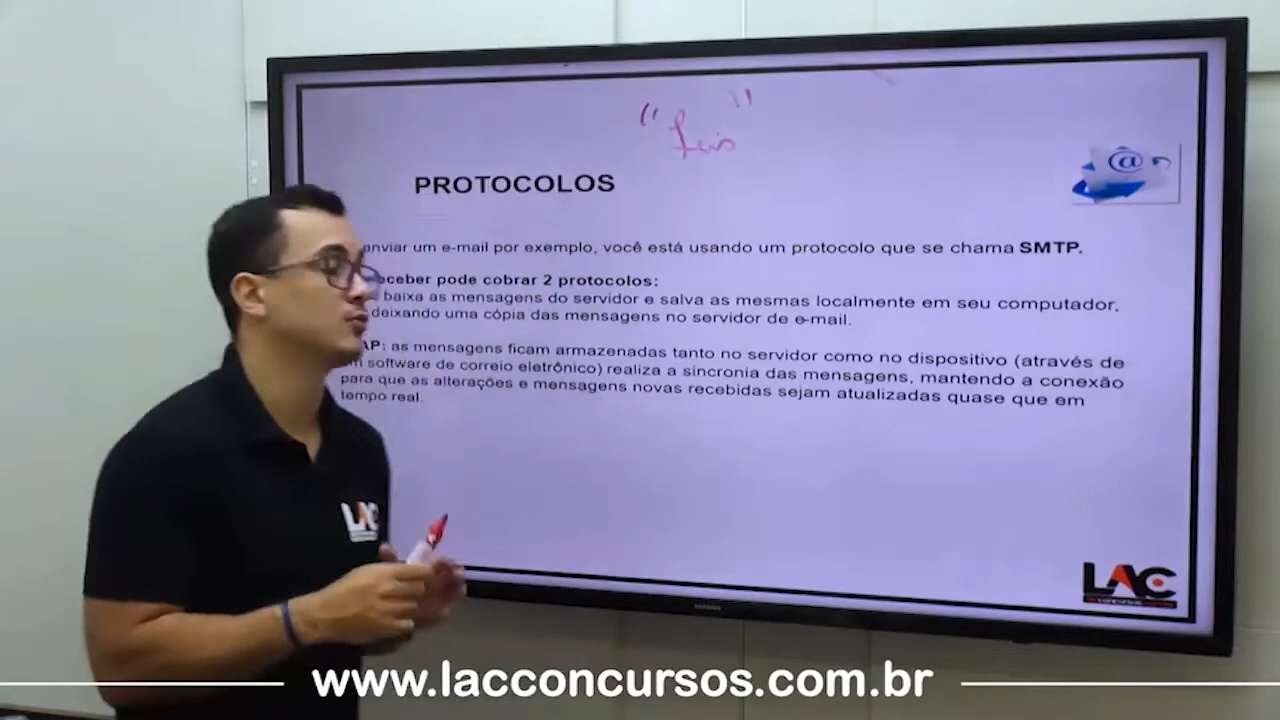 "Leis"
PROTOCOLOS
enviar um e-mail por exemplo, você está usando um protocolo que se chama SMTP.
receber pode cobrar 2 protocolos:
baixa as mensagens do servidor e salva as mesmas localmente em seu computador,
deixando uma cópia das mensagens no servidor de e-mail.
AP: as mensagens ficam armazenadas tanto no servidor como no dispositivo (através de
um software de correio eletrônico) realiza a sincronia das mensagens, mantendo a conexão
para que as alterações e mensagens novas recebidas sejam atualizadas quase que em
tempo real.
LAC
LAC
www.lacconcursos.com.br